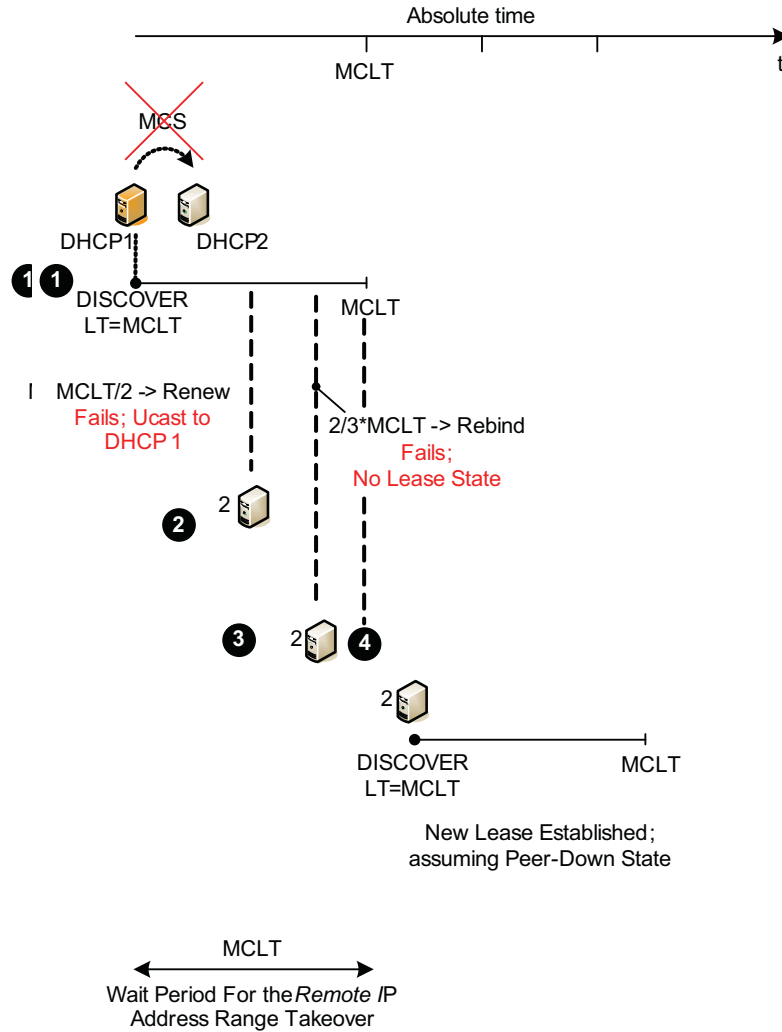 Absolute time
MCLT
t
MCS
DHCP1
DHCP2
1 1
DISCOVER
LT=MCLT
MCLT
MCLT/2 -> Renew
Fails; Ucast to
DHCP 1
2/3*MCLT -> Rebind
Fails;
No Lease State
2
2
3
2
4
2
DISCOVER
LT=MCLT
MCLT
New Lease Established;
assuming Peer-Down State
MCLT
Wait Period For the Remote IP
Address Range Takeover